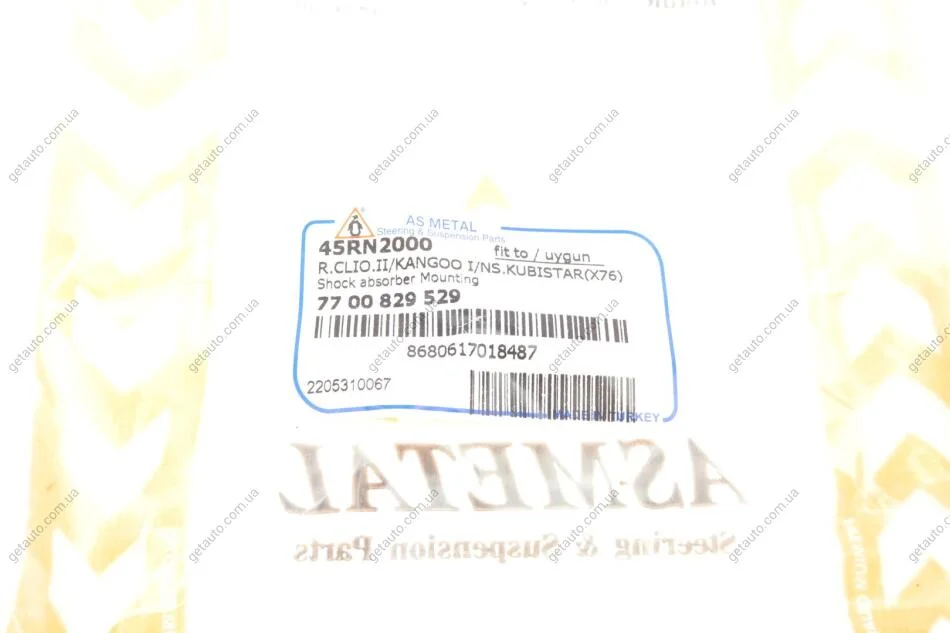 AS METAL
Steering & Suspension Parts
45RN2000
fit to / uygun
R.CLIO.II/KANGOO I/NS.KUBISTAR(X76)
Shock absorber Mounting
77 00 829 529
8680617018487
2205310067
MADE IN TURKEY
ASMETAL
Steering & Suspension Parts
getauto.com.ua